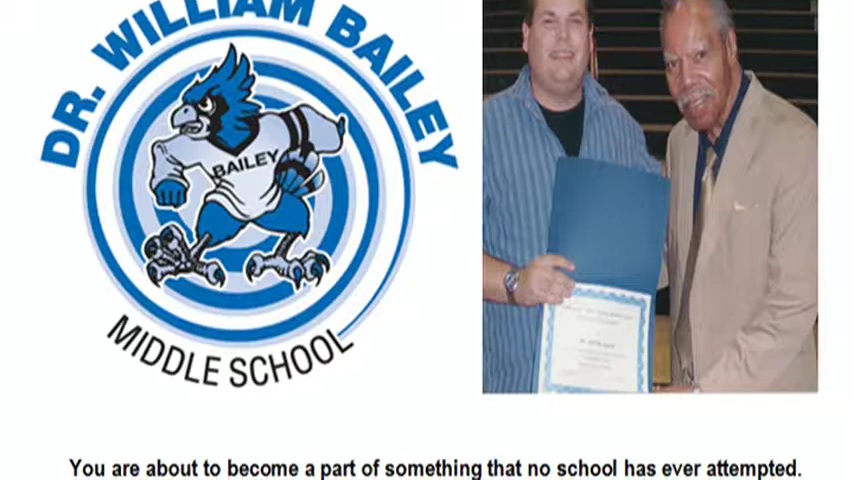 DR. WILLIAM BAILEY
BAILEY
MIDDLE SCHOOL
You are about to become a part of something that no school has ever attempted.